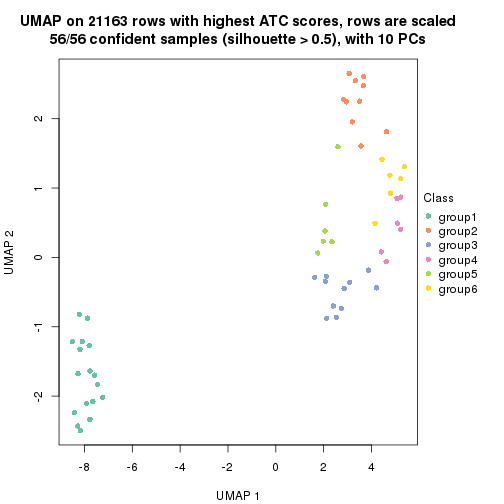 UMAP on 21163 rows with highest ATC scores, rows are scaled
56/56 confident samples (silhouette > 0.5), with 10 PCs
UMAP 2
2
1
0
-1
-2
-8
-6
-4
-2
0
2
4
UMAP 1
Class
group1
group2
group3
group4
group5
group6